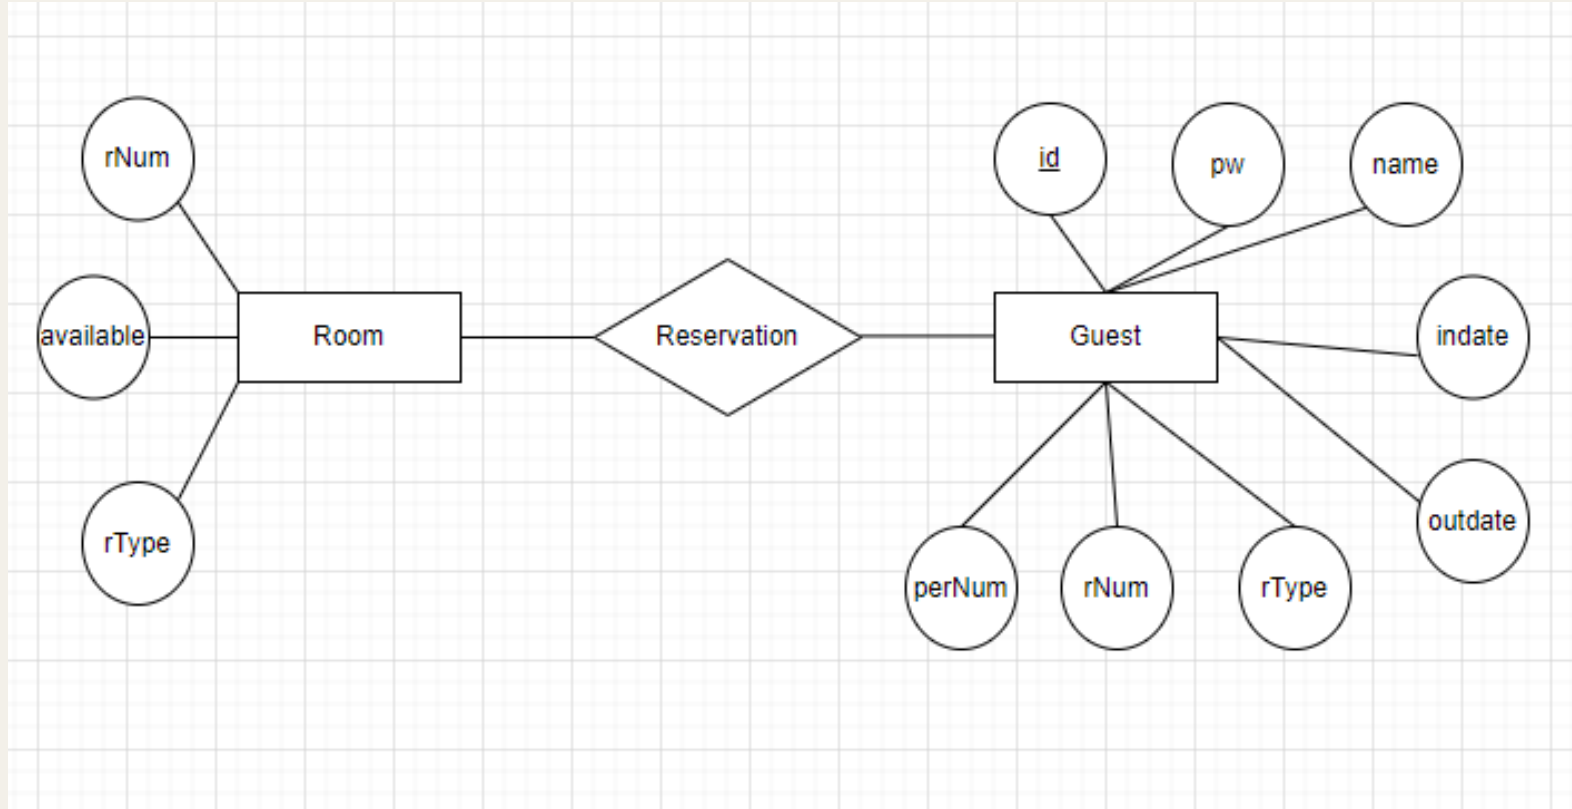 rNum
id
pw
name
available
Room
Reservation
Guest
indate
rType
outdate
perNum
rNum
rType